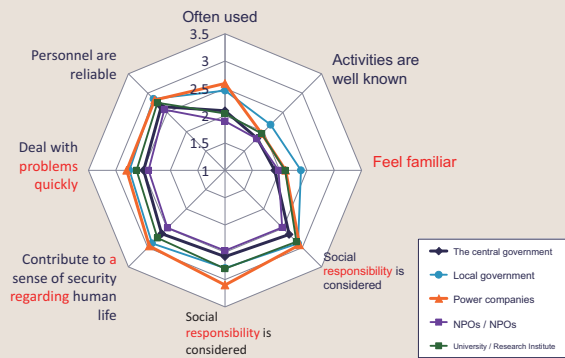 Often used
3.5
3
2.5
2
1.5
1
Activities are
well known
Feel familiar
Social
responsibility is
considered
Social
responsibility is
considered
Contribute to a
sense of security
regarding human
life
Deal with
problems
quickly
Personnel are
reliable
The central government
Local government
Power companies
NPOs / NPOs
University / Research Institute